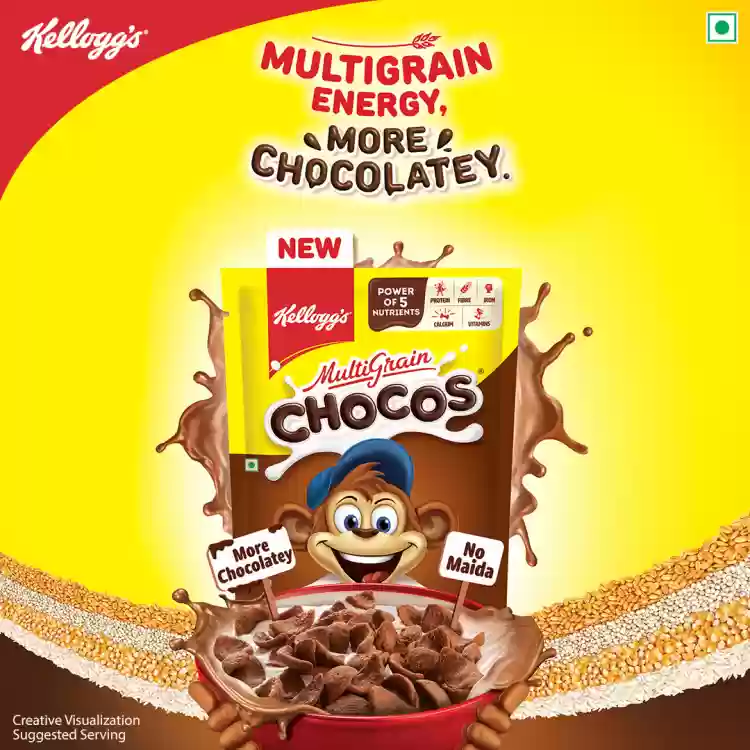 Kellogg's
MULTIGRAIN
ENERGY,
MORE
CHOCOLATEY.
NEW
Kellogg's
POWER
OF 5
NUTRIENTS
PROTEIN FIBRE IRON
CALCIUM VITAMINS
MultiGrain
CHOCOS®
More
Chocolatey
No
Maida
Creative Visualization
Suggested Serving